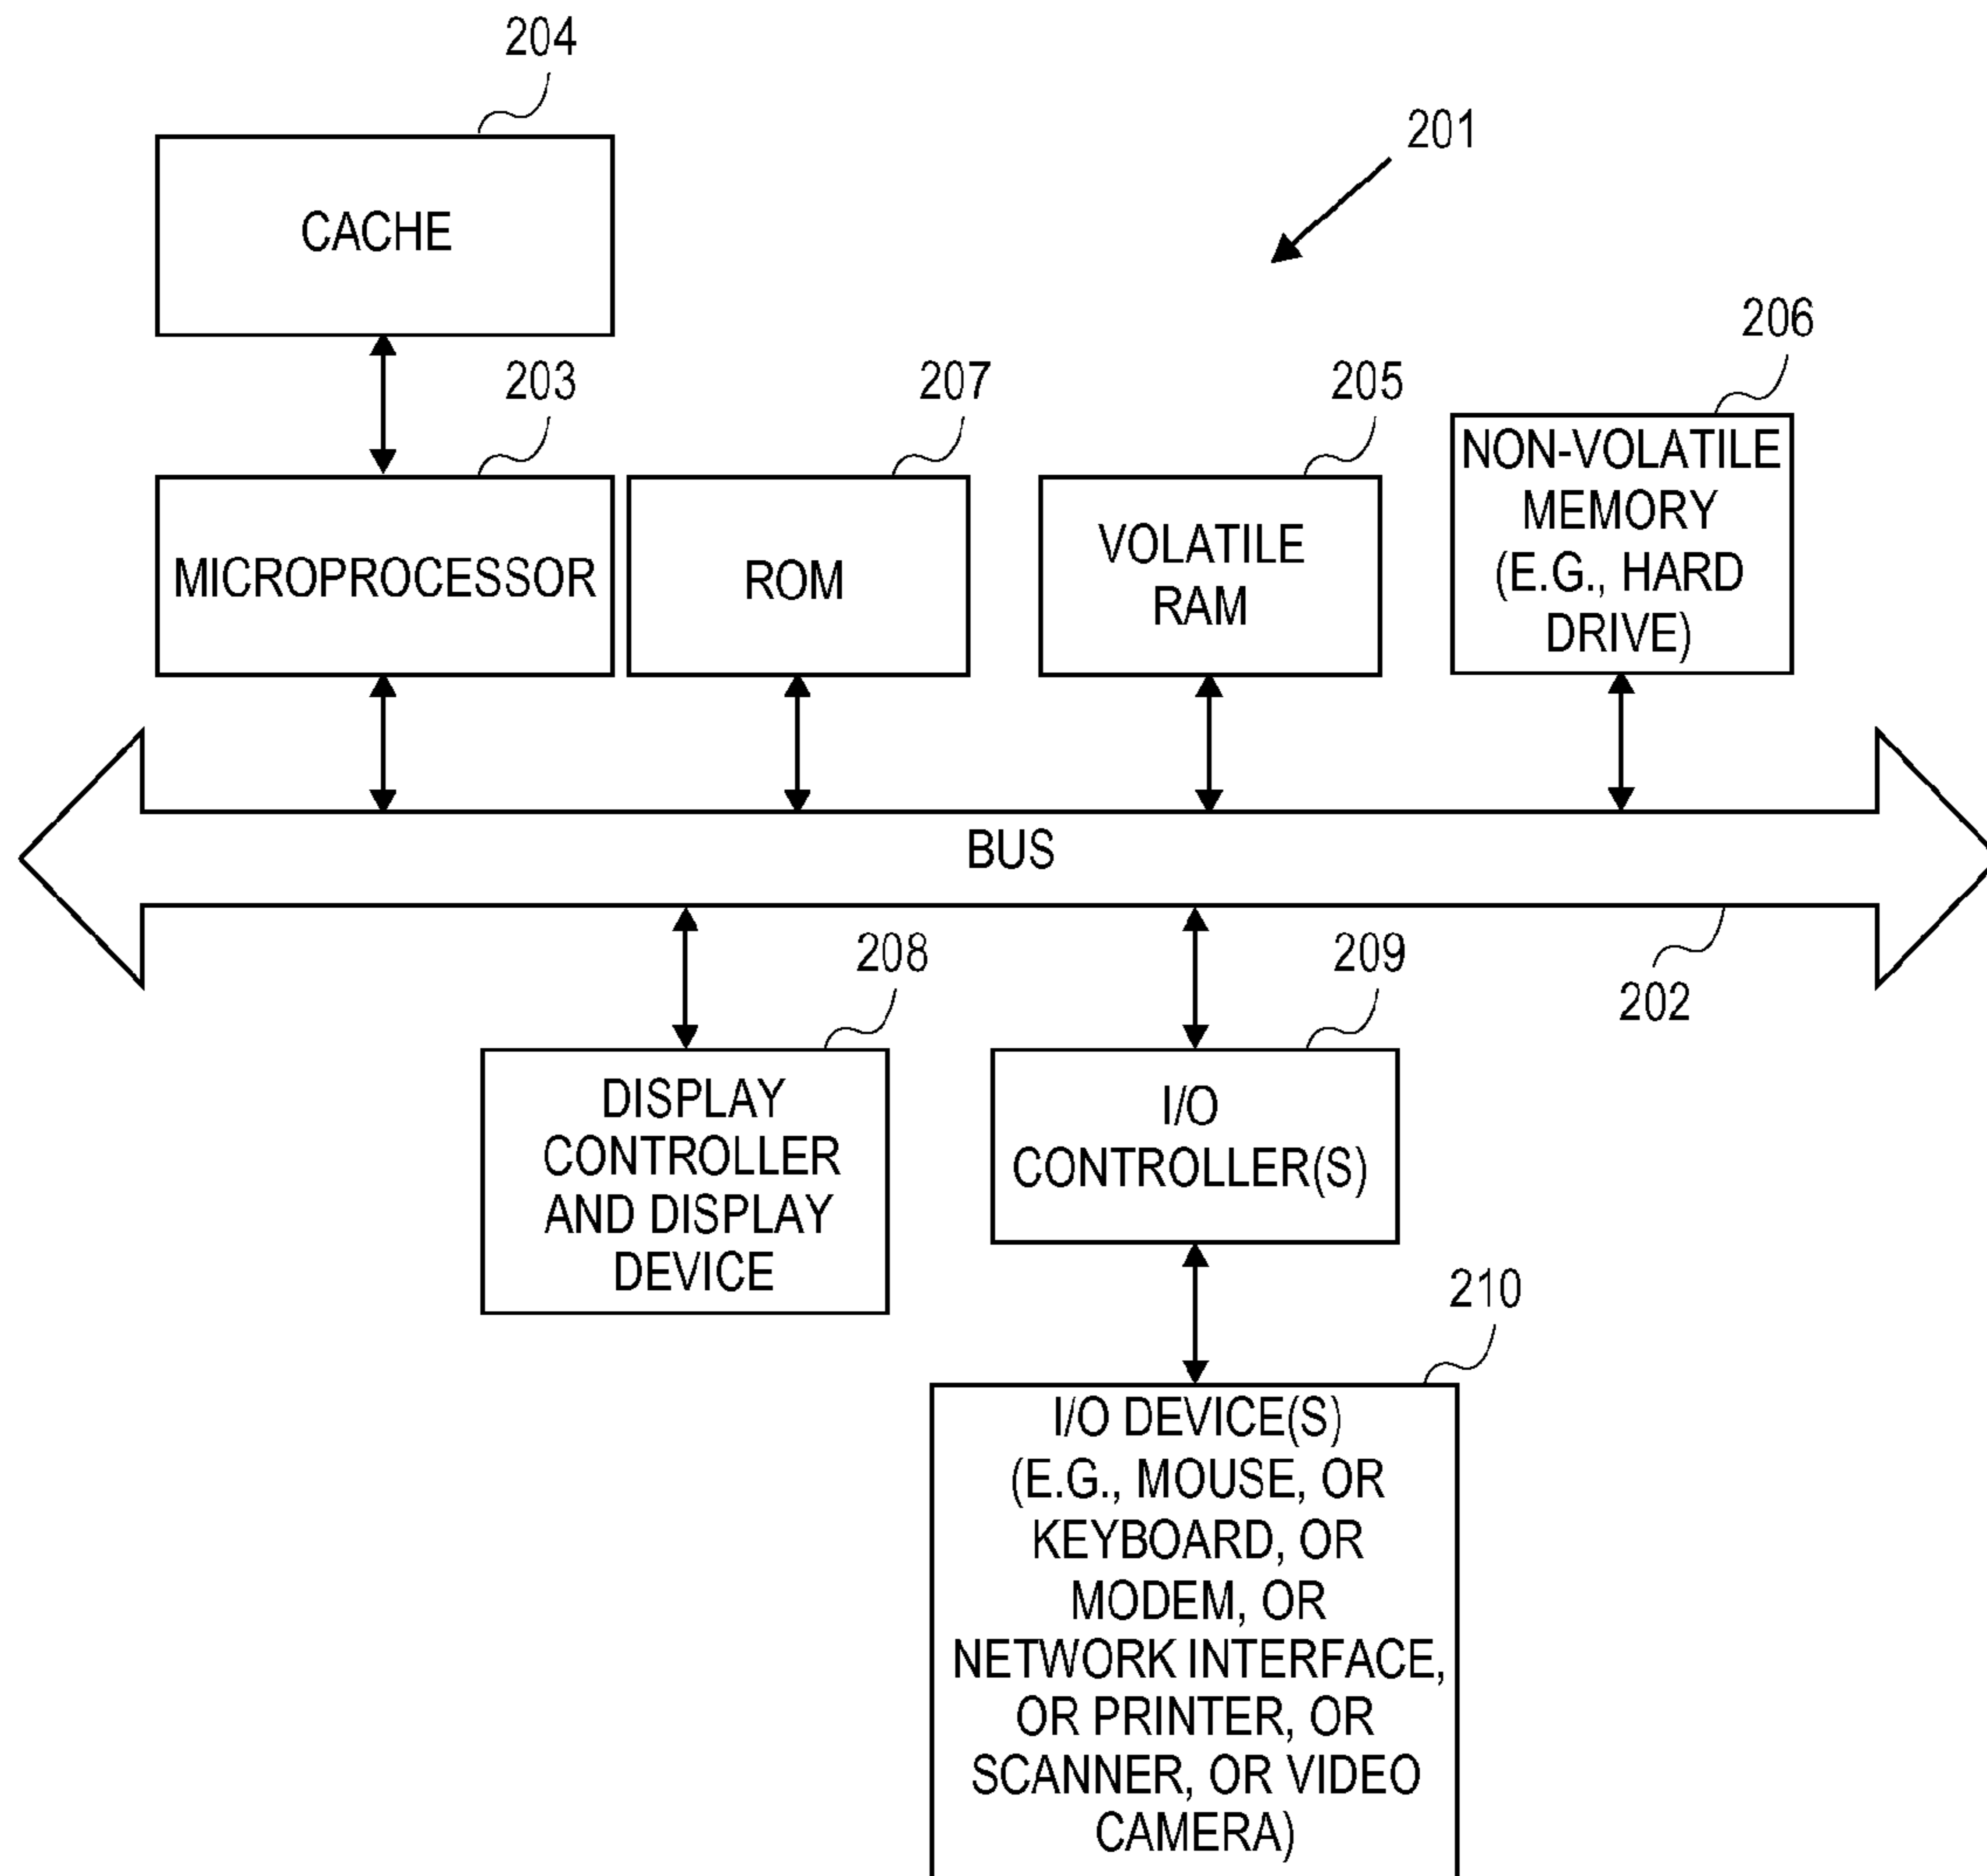 204
201
CACHE
206
203
207
205
NON-VOLATILE
MEMORY
(E.G., HARD
DRIVE)
MICROPROCESSOR
ROM
VOLATILE
RAM
BUS
208
209
202
DISPLAY
CONTROLLER
AND DISPLAY
DEVICE
I/O
CONTROLLER(S)
210
I/O DEVICE(S)
(E.G., MOUSE, OR
KEYBOARD, OR
MODEM, OR
NETWORK INTERFACE,
OR PRINTER, OR
SCANNER, OR VIDEO
CAMERA)